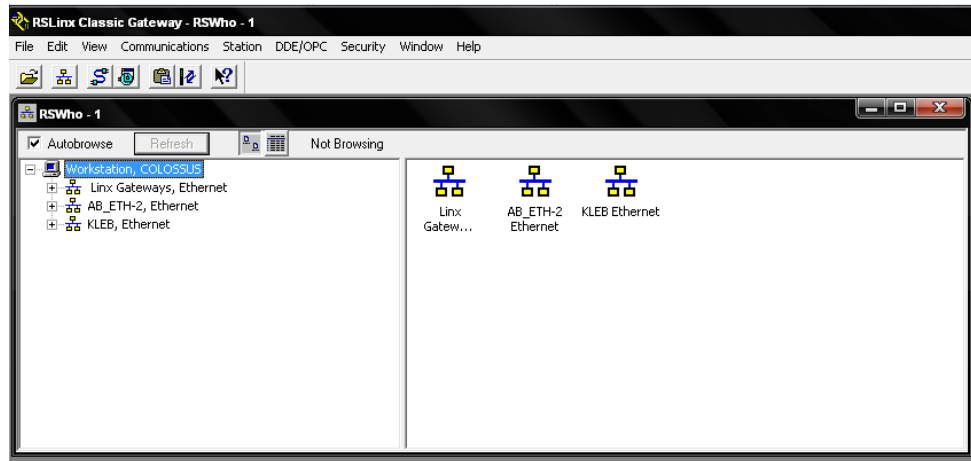 RSLinx Classic Gateway - RSWho - 1
File Edit View Communications Station DDE/OPC Security Window Help
RSWho - 1
Autobrowse Refresh Not Browsing
Workstation, COLOSSUS
Linx Gateways, Ethernet
AB_ETH-2, Ethernet
KLEB, Ethernet
Linx Gatew...
AB_ETH-2 Ethernet
KLEB Ethernet